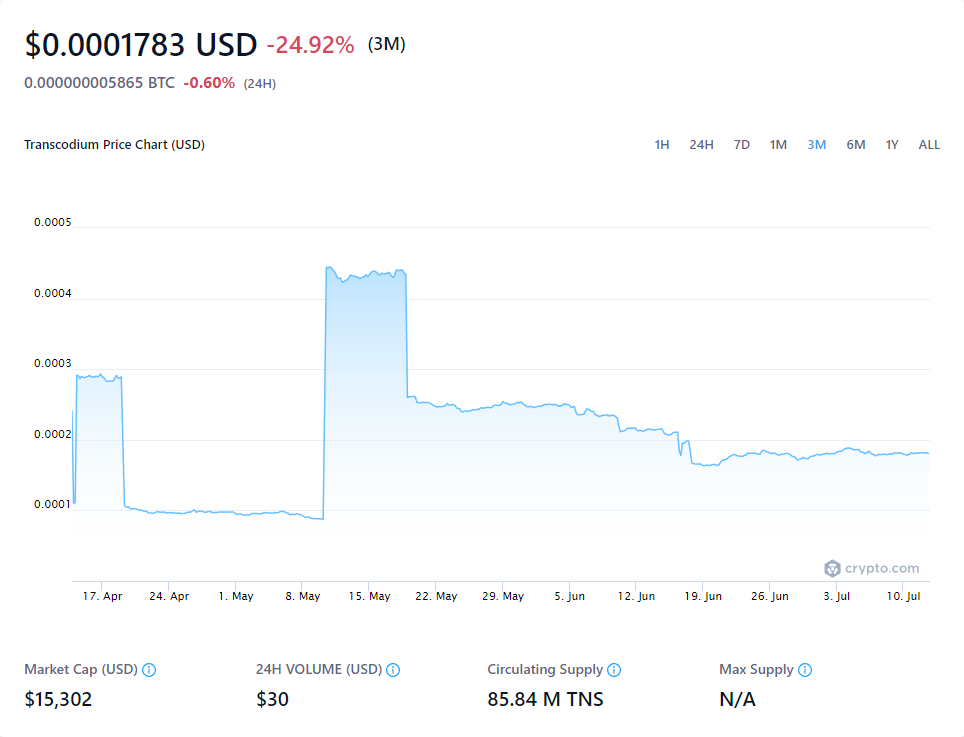 $0.0001783 USD -24.92% (3M)
0.000000005865 BTC -0.60% (24H)
Transcodium Price Chart (USD) 1H 24H 7D 1M 3M 6M 1Y ALL
0.0005
0.0004
0.0003
0.0002
0.0001
crypto.com
17. Apr 24. Apr 1. May 8. May 15. May 22. May 29. May 5. Jun 12. Jun 19. Jun 26. Jun 3. Jul 10. Jul
Market Cap (USD) 24H VOLUME (USD) Circulating Supply Max Supply
$15,302 $30 85.84 M TNS N/A